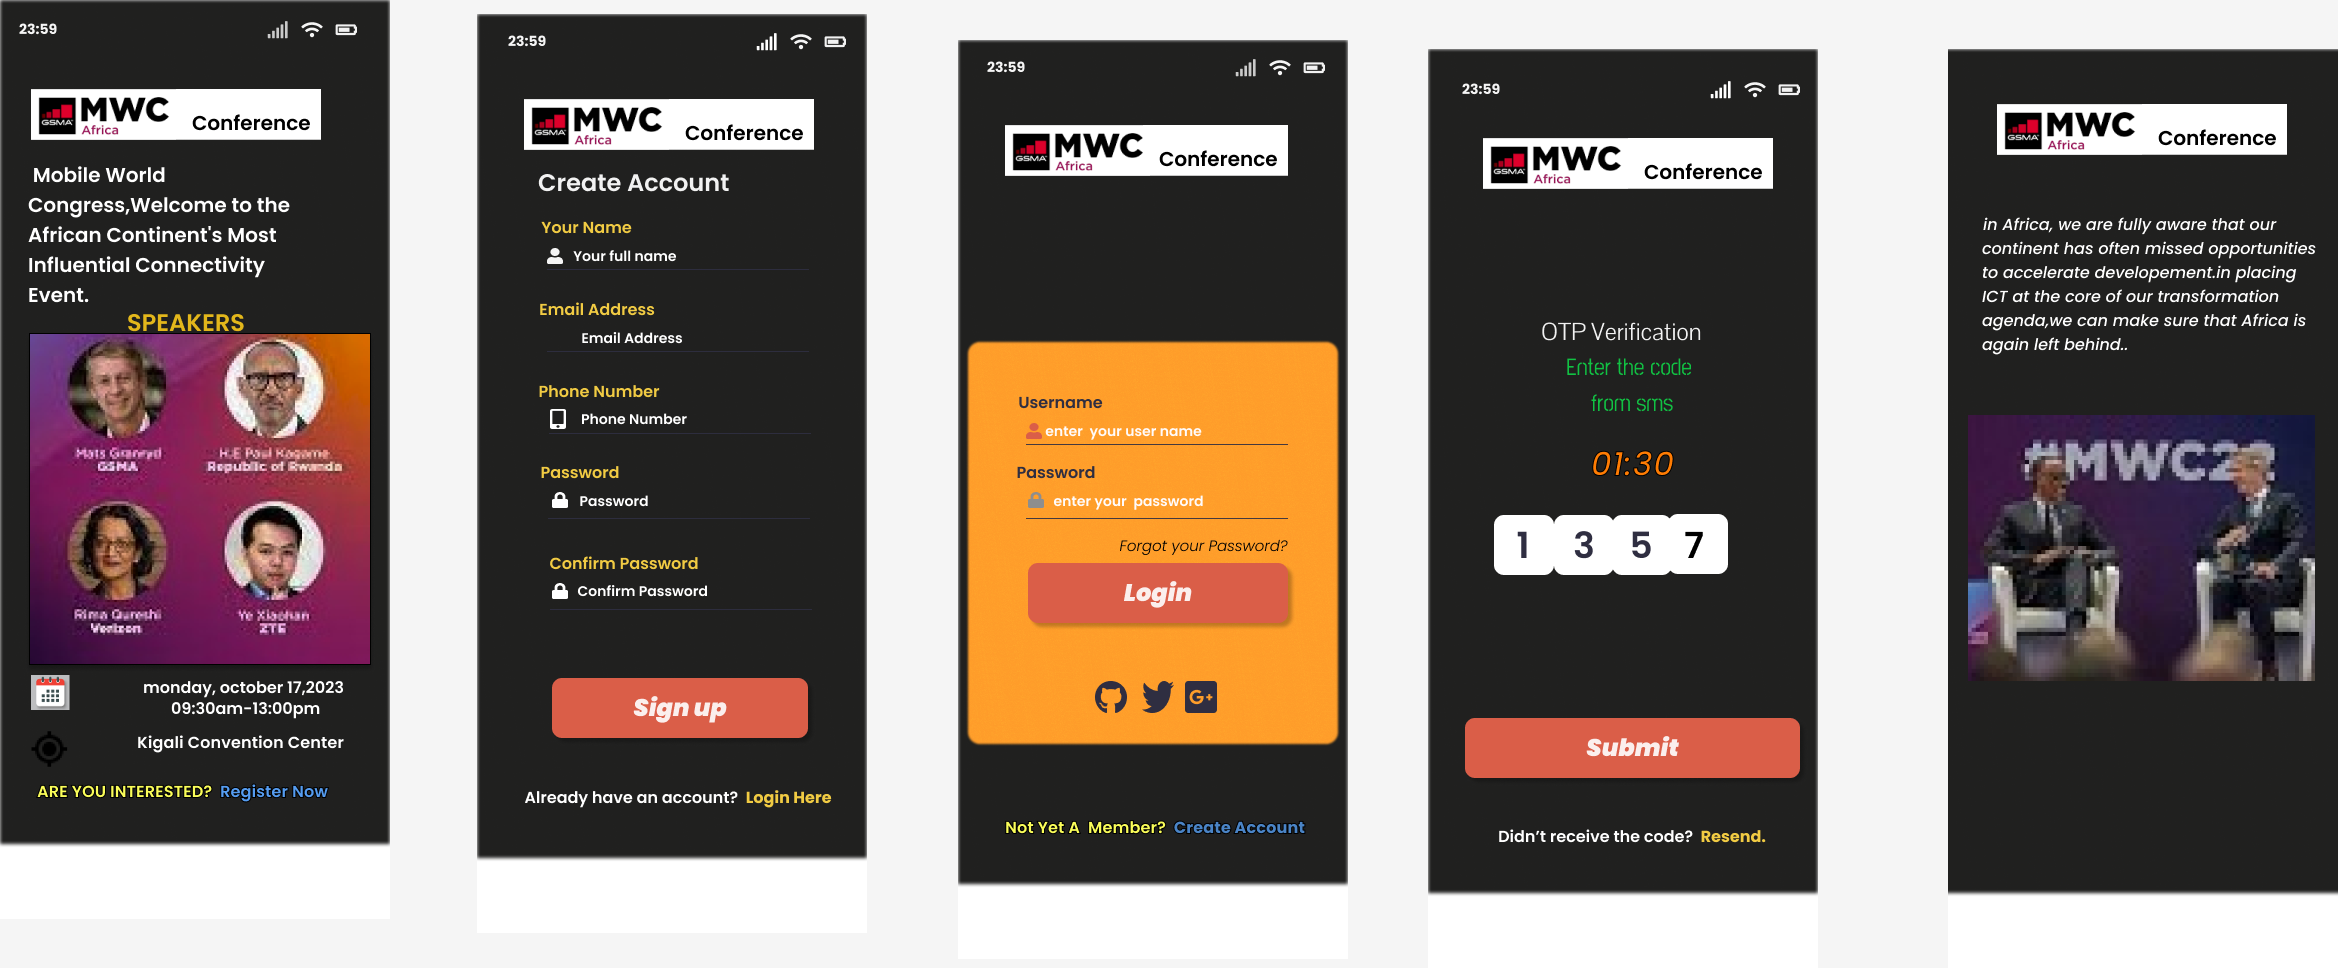 23:59
GSMA
MWC
Africa
Conference
Mobile World
Congress,Welcome to the
African Continent's Most
Influential Connectivity
Event.
SPEAKERS
Mats Granryd
GSMA
H.E Paul Kagame
Republic of Rwanda
Rima Qureshi
Verizon
Ye Xiaohan
ZTE
monday, october 17,2023
09:30am-13:00pm
Kigali Convention Center
ARE YOU INTERESTED? Register Now
23:59
GSMA
MWC
Africa
Conference
Create Account
Your Name
Your full name
Email Address
Email Address
Phone Number
Phone Number
Password
Password
Confirm Password
Confirm Password
Sign up
Already have an account? Login Here
23:59
GSMA
MWC
Africa
Conference
Username
enter your user name
Password
enter your password
Forgot your Password?
Login
G+
Not Yet A Member? Create Account
23:59
GSMA
MWC
Africa
Conference
OTP Verification
Enter the code
from sms
01:30
1 3 5 7
Submit
Didn’t receive the code? Resend.
GSMA
MWC
Africa
Conference
in Africa, we are fully aware that our
continent has often missed opportunities
to accelerate developement.in placing
ICT at the core of our transformation
agenda,we can make sure that Africa is
again left behind..
#MWC22